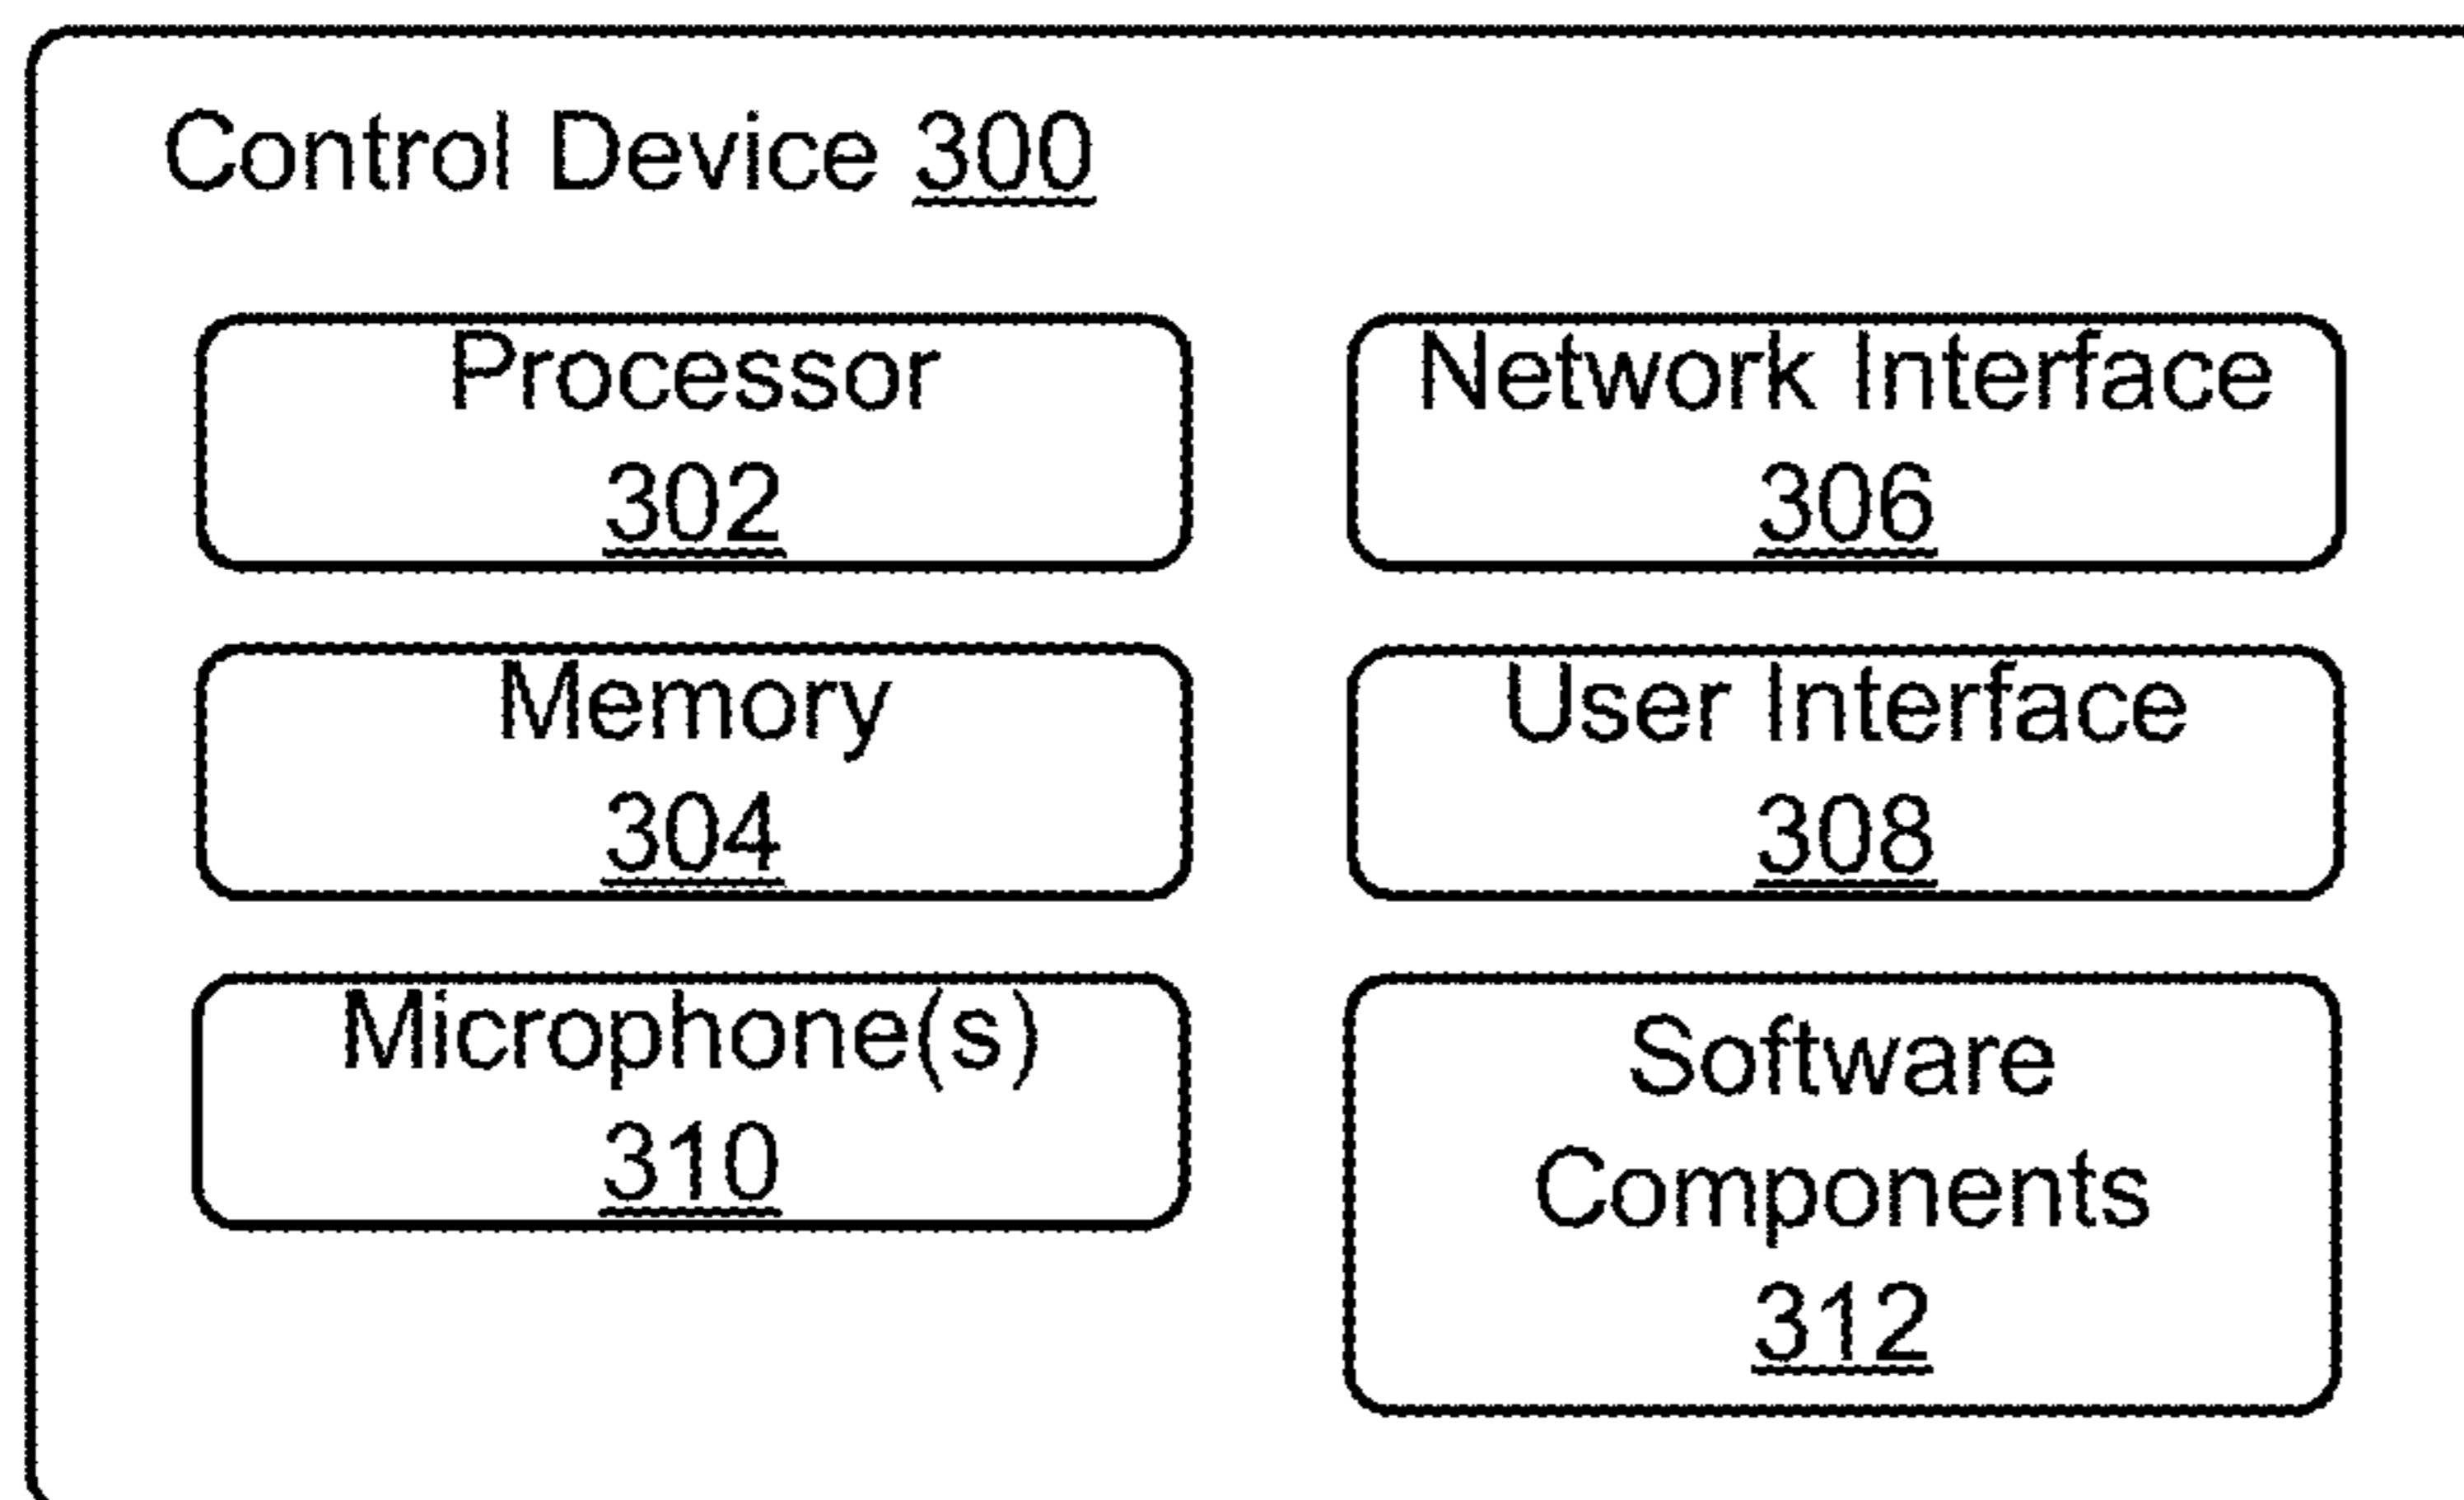 Control Device 300
Processor
302
Network Interface
306
Memory
304
User Interface
308
Microphone(s)
310
Software
Components
312